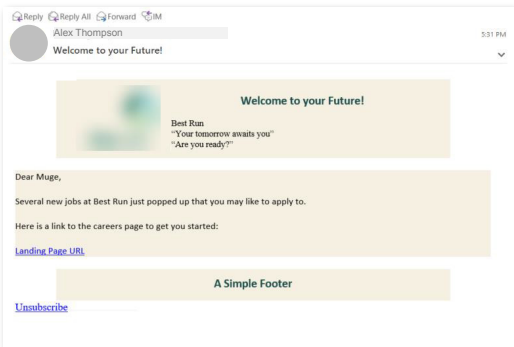 Reply Reply All Forward IM
Alex Thompson
5:31 PM
Welcome to your Future!
Welcome to your Future!
Best Run
“Your tomorrow awaits you”
“Are you ready?”
Dear Muge,
Several new jobs at Best Run just popped up that you may like to apply to.
Here is a link to the careers page to get you started:
Landing Page URL
A Simple Footer
Unsubscribe